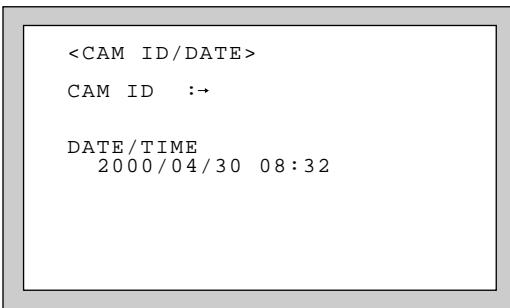 <CAM ID/DATE>
CAM ID :→
DATE/TIME
2000/04/30 08:32